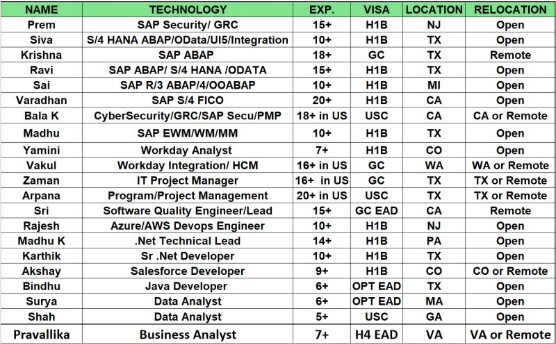 NAME TECHNOLOGY EXP. VISA LOCATION RELOCATION
Prem SAP Security/ GRC 15+ H1B NJ Open
Siva S/4 HANA ABAP/OData/UI5/Integration 10+ H1B TX Open
Krishna SAP ABAP 18+ GC TX Remote
Ravi SAP ABAP/ S/4 HANA /ODATA 15+ H1B TX Open
Sai SAP R/3 ABAP/4/OOABAP 10+ H1B MI Open
Varadhan SAP S/4 FICO 20+ H1B CA Open
Bala K CyberSecurity/GRC/SAP Secu/PMP 18+ in US USC CA CA or Remote
Madhu SAP EWM/WM/MM 10+ H1B TX Open
Yamini Workday Analyst 7+ H1B CO Open
Vakul Workday Integration/ HCM 16+ in US GC WA WA or Remote
Zaman IT Project Manager 16+ in US GC TX TX or Remote
Arpana Program/Project Management 20+ in US USC TX TX or Remote
Sri Software Quality Engineer/Lead 15+ GC EAD CA Remote
Rajesh Azure/AWS Devops Engineer 10+ H1B NJ Open
Madhu K .Net Technical Lead 14+ H1B PA Open
Karthik Sr .Net Developer 10+ H1B TX Open
Akshay Salesforce Developer 9+ H1B CO CO or Remote
Bindhu Java Developer 6+ OPT EAD TX Open
Surya Data Analyst 6+ OPT EAD MA Open
Shah Data Analyst 5+ USC GA Open
Pravallika Business Analyst 7+ H4 EAD VA VA or Remote